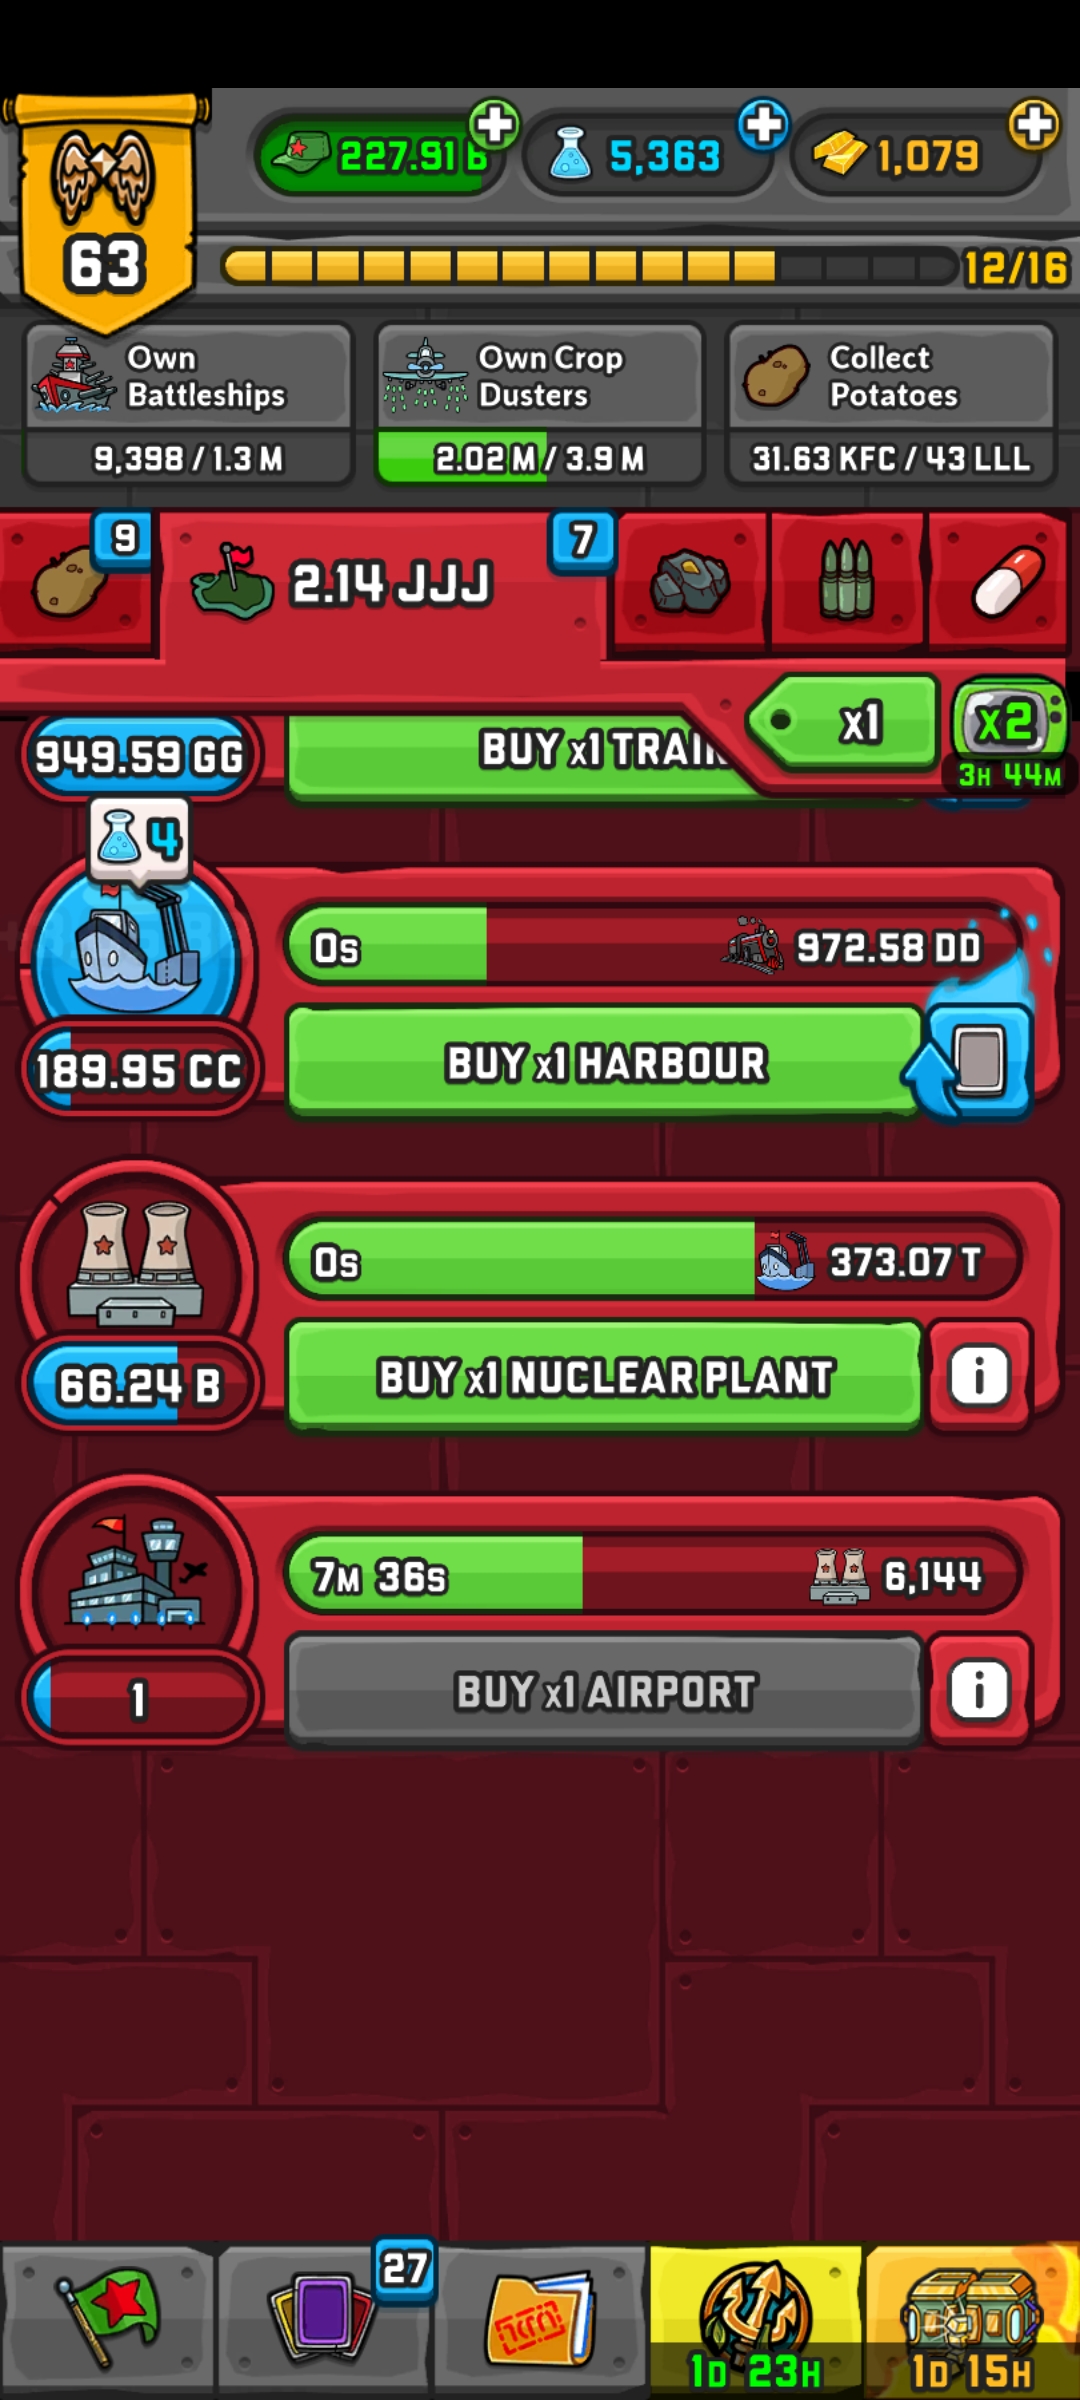 227.91 B
5,363
1,079
63
12/16
Own
Battleships
9,398 / 1.3 M
Own Crop
Dusters
2.02 M / 3.9 M
Collect
Potatoes
31.63 KFC / 43 LLL
9
2.14 JJJ
7
x1
x2
3H 44M
949.59 GG
BUY x1 TRAIN
4
0s
972.58 DD
189.95 CC
BUY x1 HARBOUR
0s
373.07 T
66.24 B
BUY x1 NUCLEAR PLANT
i
7M 36s
6,144
1
BUY x1 AIRPORT
i
27
1D 23H
1D 15H